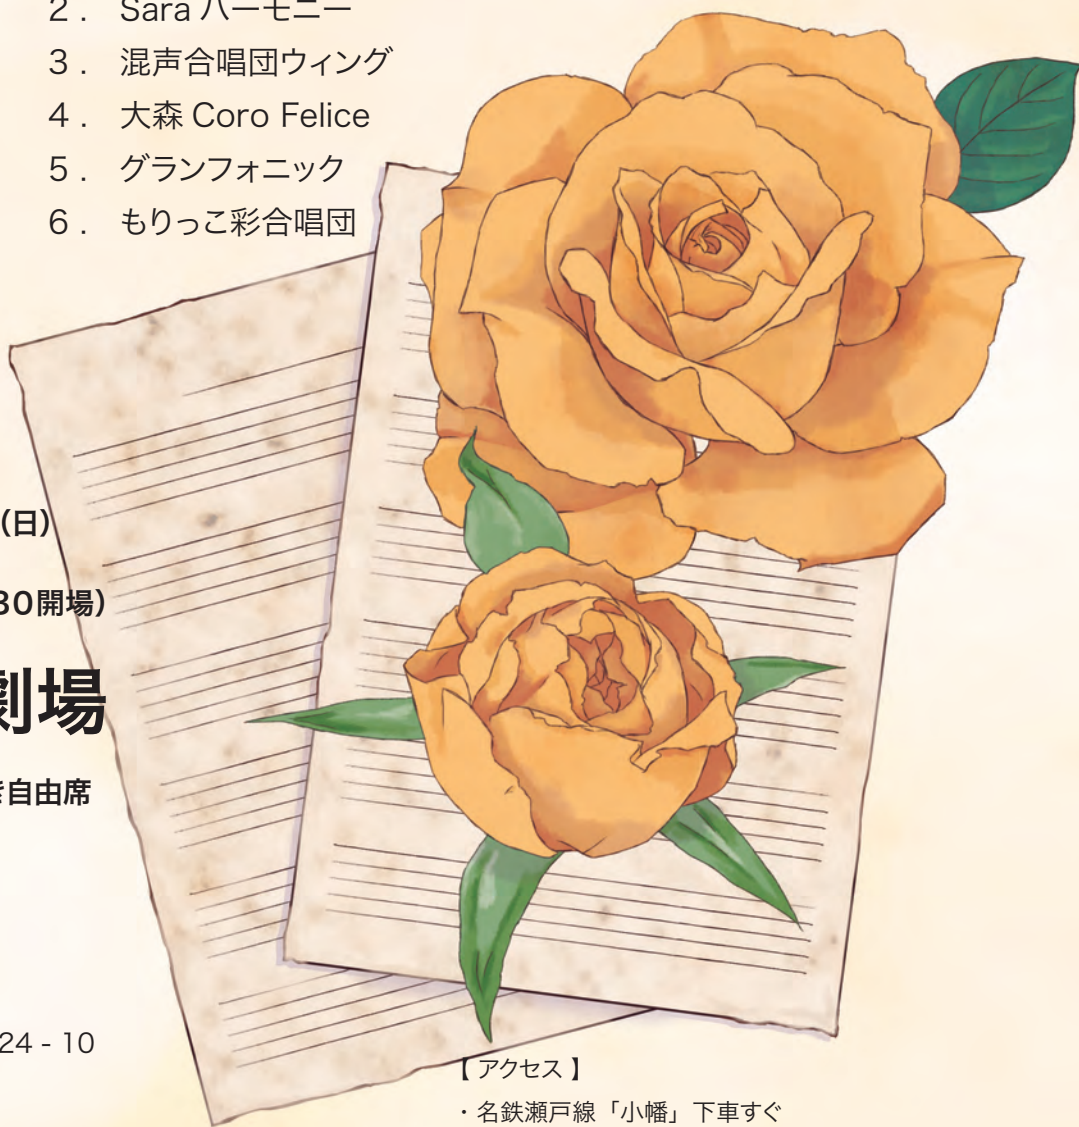 2． Sara ハーモニー
3． 混声合唱団ウィング
4． 大森 Coro Felice
5． グランフォニック
6． もりっこ彩合唱団
（日）
30開場）
劇場
き自由席
24 - 10
【 アクセス 】
・名鉄瀬戸線「小幡」下車すぐ